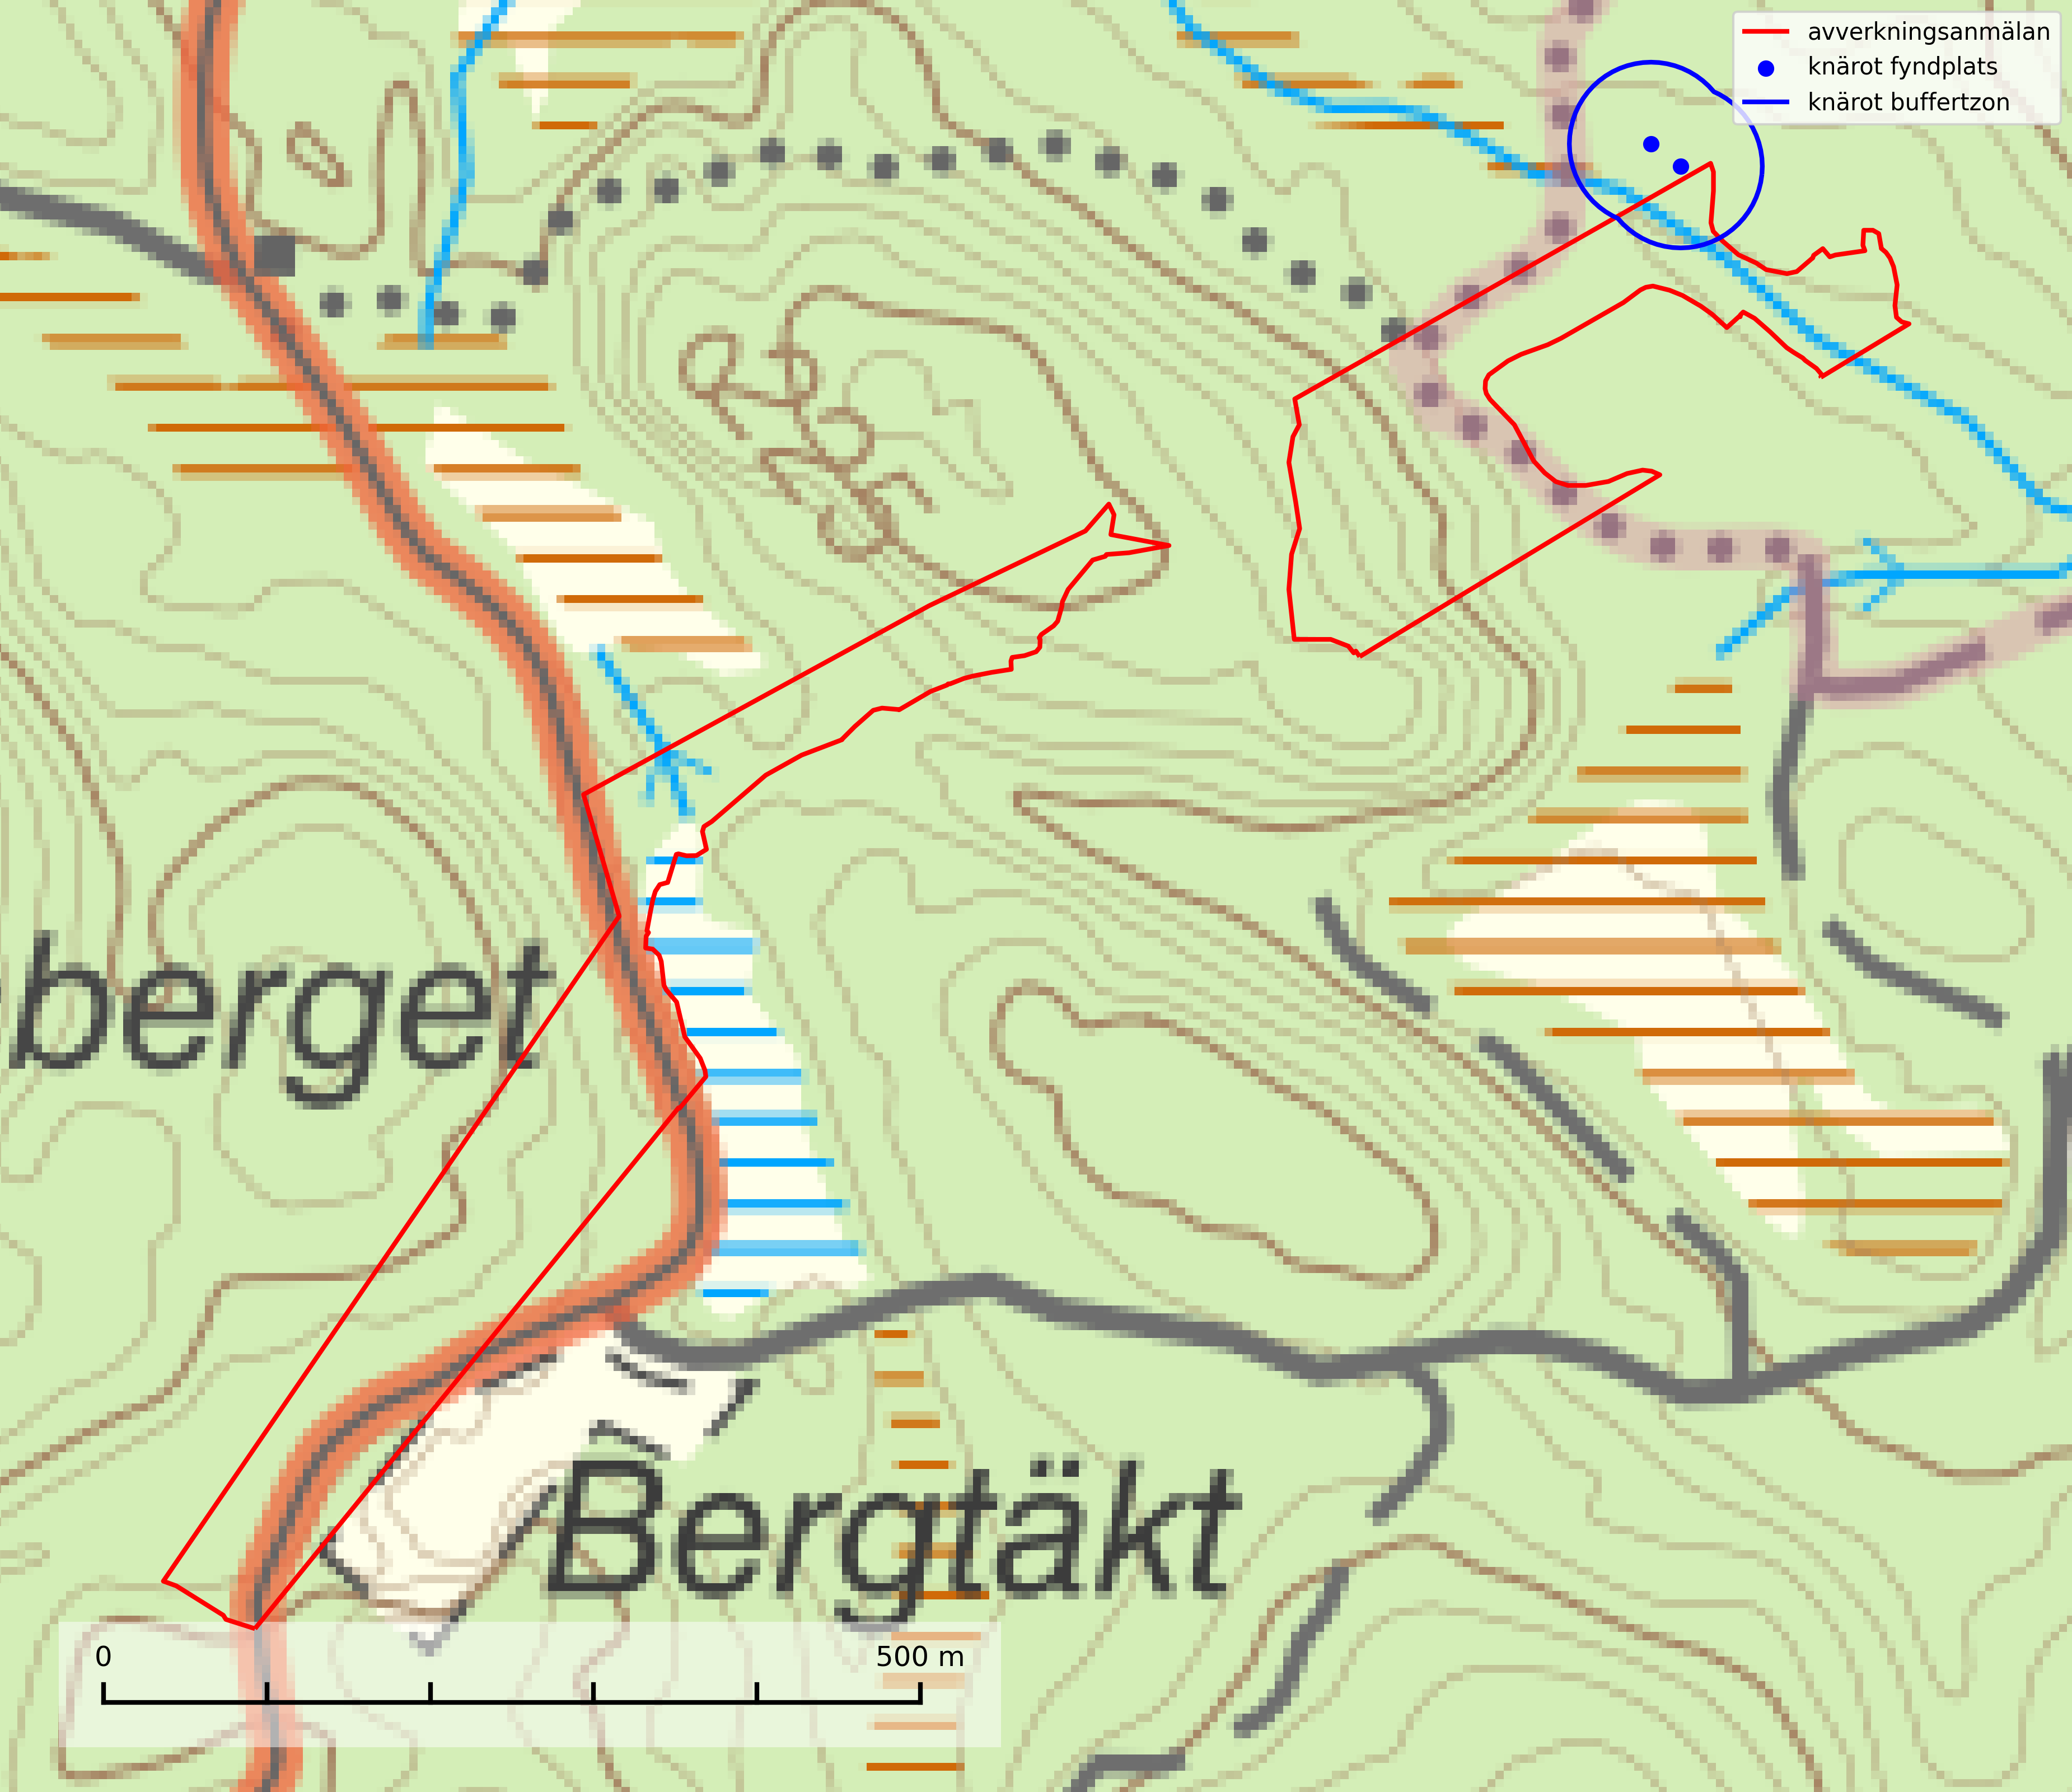 avverkningsanmälan
knärot fyndplats
knärot buffertzon
berget
Bergtäkt
0 500 m